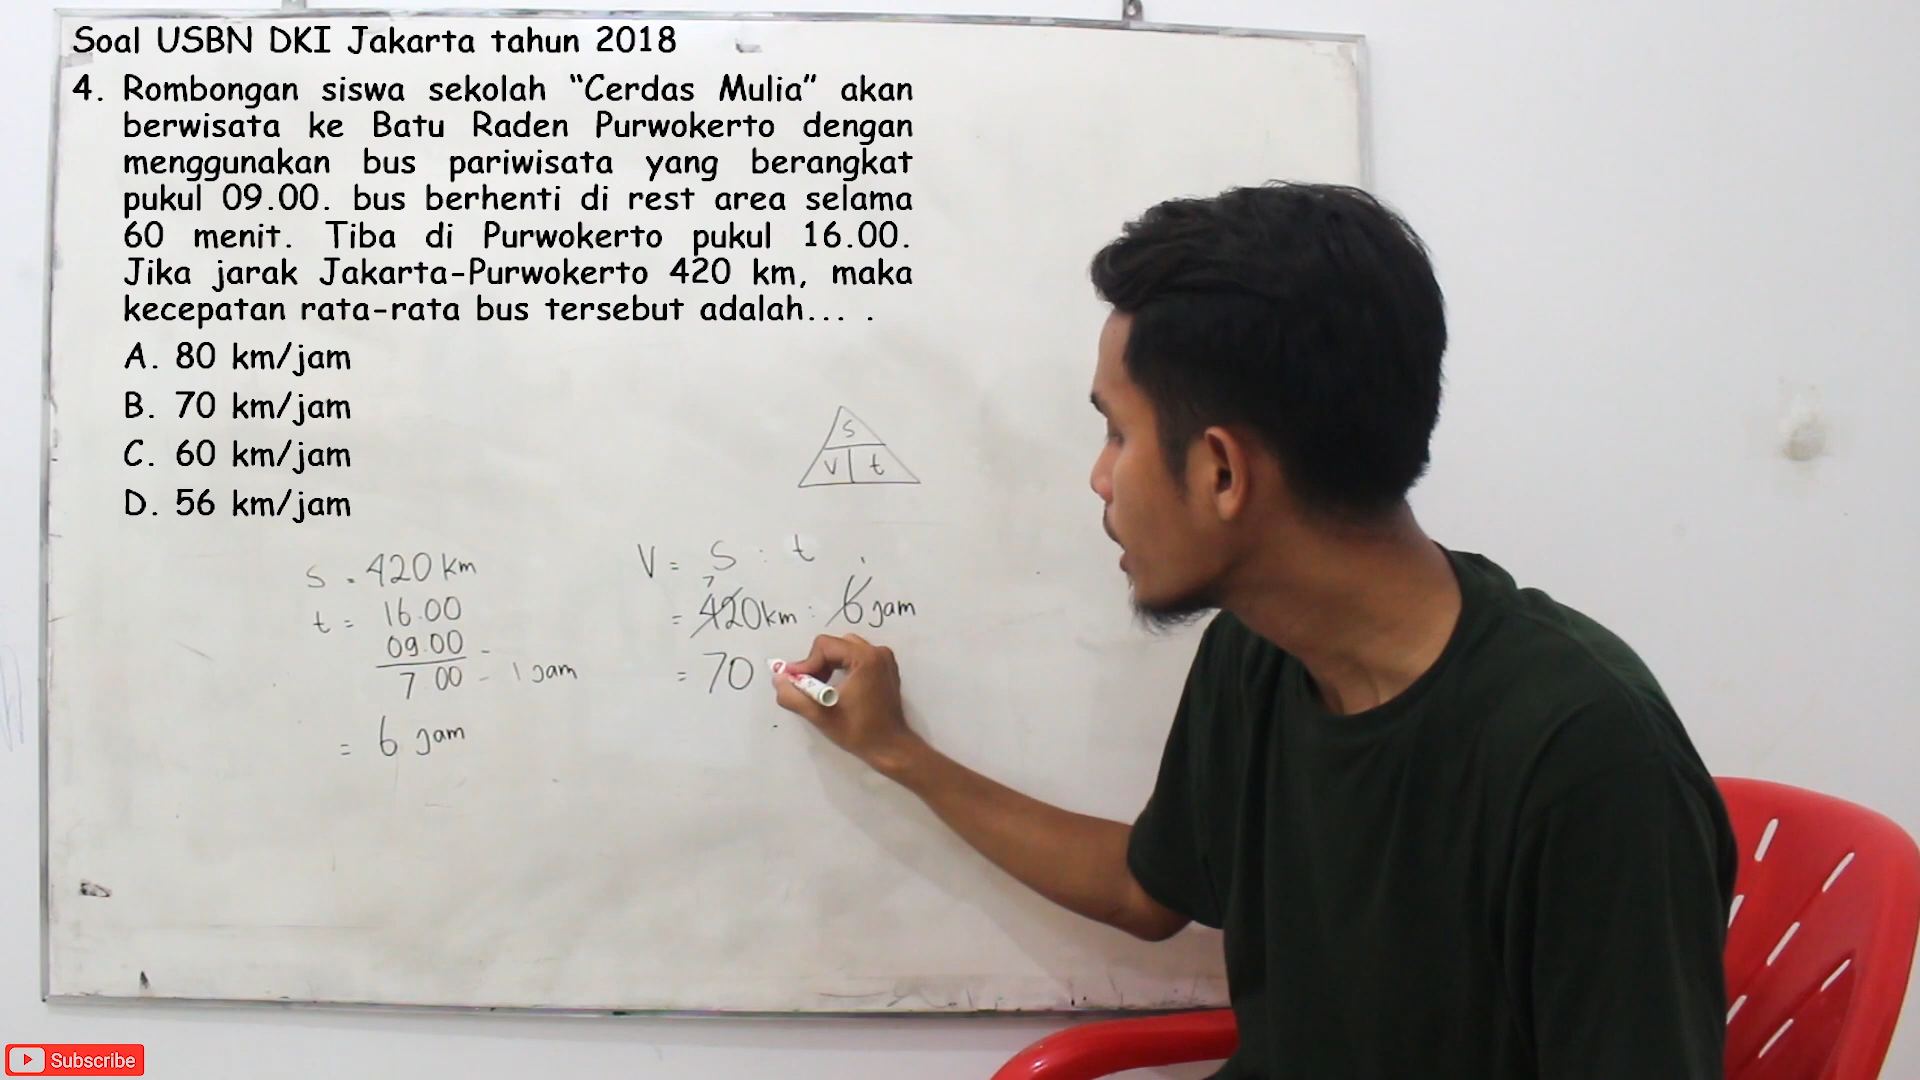 Soal USBN DKI Jakarta tahun 2018
4. Rombongan siswa sekolah “Cerdas Mulia” akan
berwisata ke Batu Raden Purwokerto dengan
menggunakan bus pariwisata yang berangkat
pukul 09.00. bus berhenti di rest area selama
60 menit. Tiba di Purwokerto pukul 16.00.
Jika jarak Jakarta-Purwokerto 420 km, maka
kecepatan rata-rata bus tersebut adalah... .
A. 80 km/jam
B. 70 km/jam
C. 60 km/jam
D. 56 km/jam
S
V t
S = 420 km
t = 16.00
09.00 -
7 00 - 1 Jam
= 6 Jam
V = S : t
7
= 420 km : 6 Jam
= 70
Subscribe